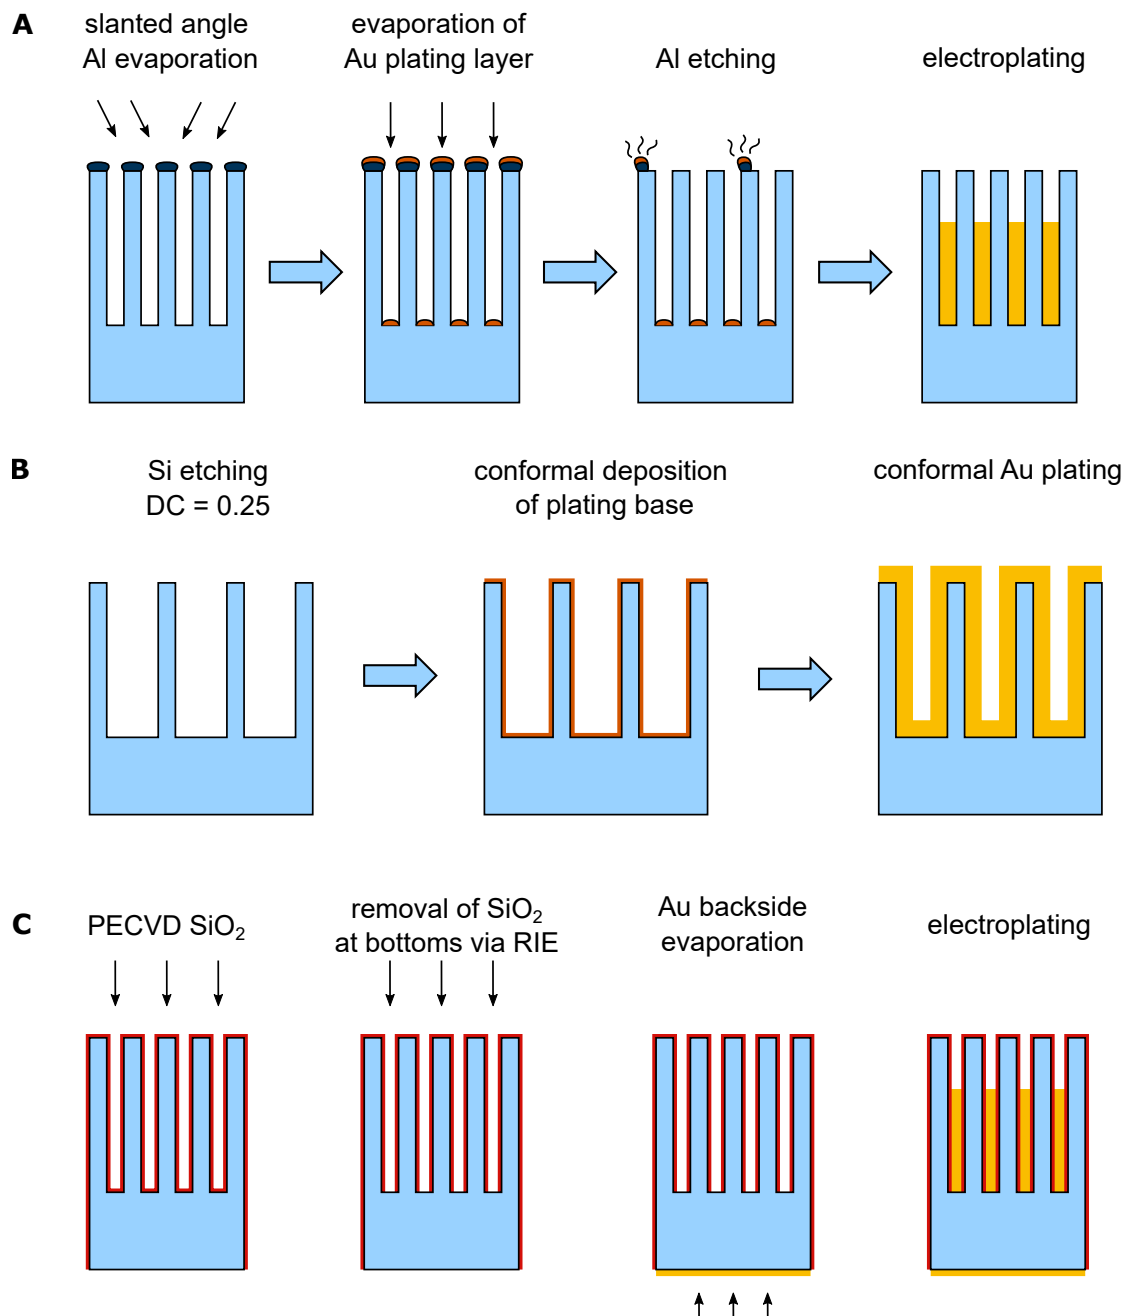 A
slanted angle
Al evaporation
evaporation of
Au plating layer
Al etching
electroplating
B
Si etching
DC = 0.25
conformal deposition
of plating base
conformal Au plating
C
PECVD SiO₂
removal of SiO₂
at bottoms via RIE
Au backside
evaporation
electroplating